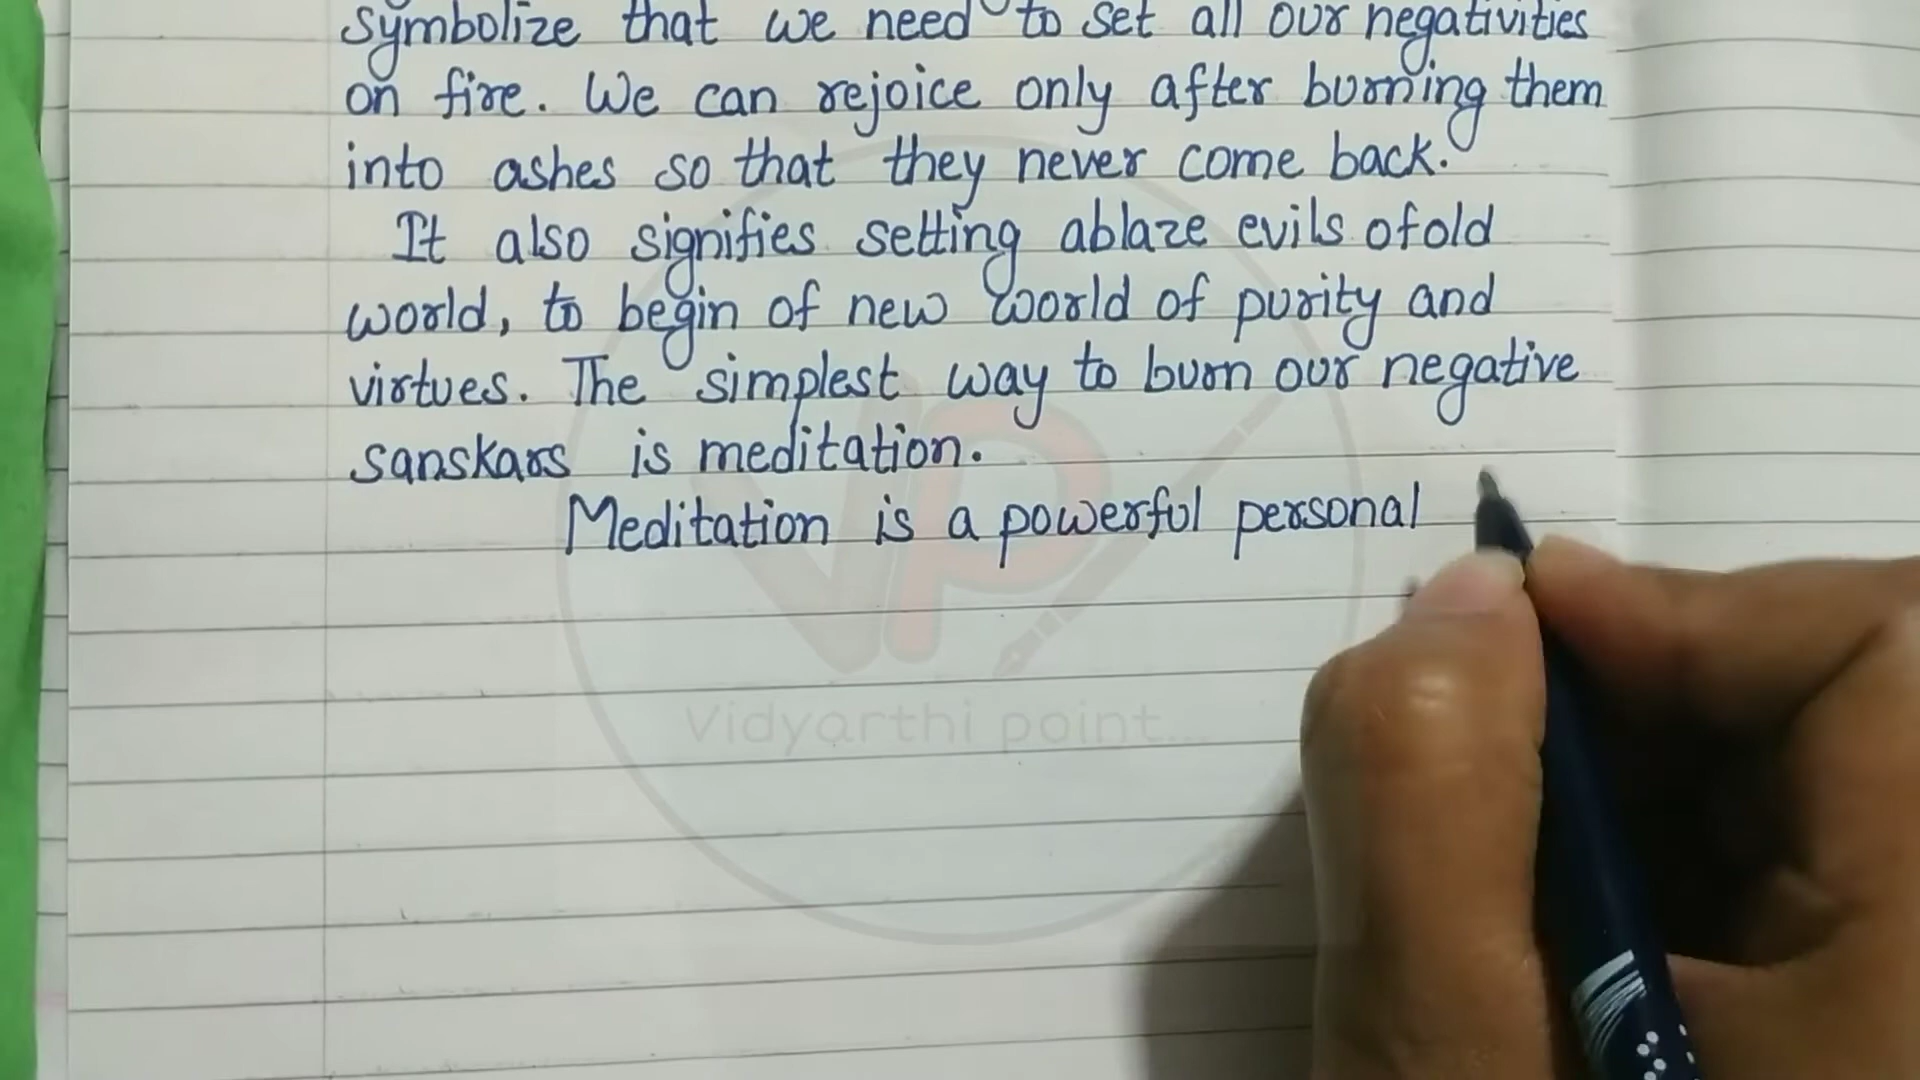 symbolize that we need to set all our negativities
on fire. We can rejoice only after burning them
into ashes so that they never come back.
It also signifies setting ablaze evils of old
world, to begin of new world of purity and
virtues. The simplest way to burn our negative
sanskars is meditation.
Meditation is a powerful personal
VP
Vidyarthi point...